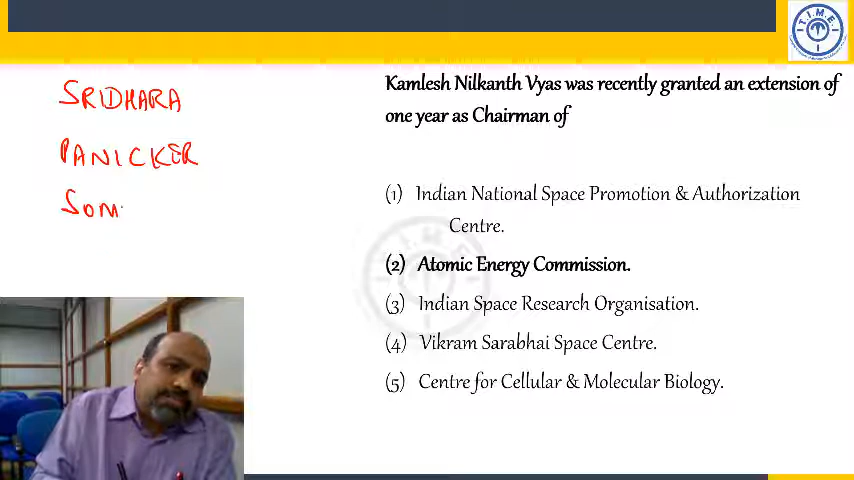 T.I.M.E.
Kamlesh Nilkanth Vyas was recently granted an extension of
one year as Chairman of
SRIDHARA
PANICKER
SOM
(1) Indian National Space Promotion & Authorization
Centre.
(2) Atomic Energy Commission.
(3) Indian Space Research Organisation.
(4) Vikram Sarabhai Space Centre.
(5) Centre for Cellular & Molecular Biology.